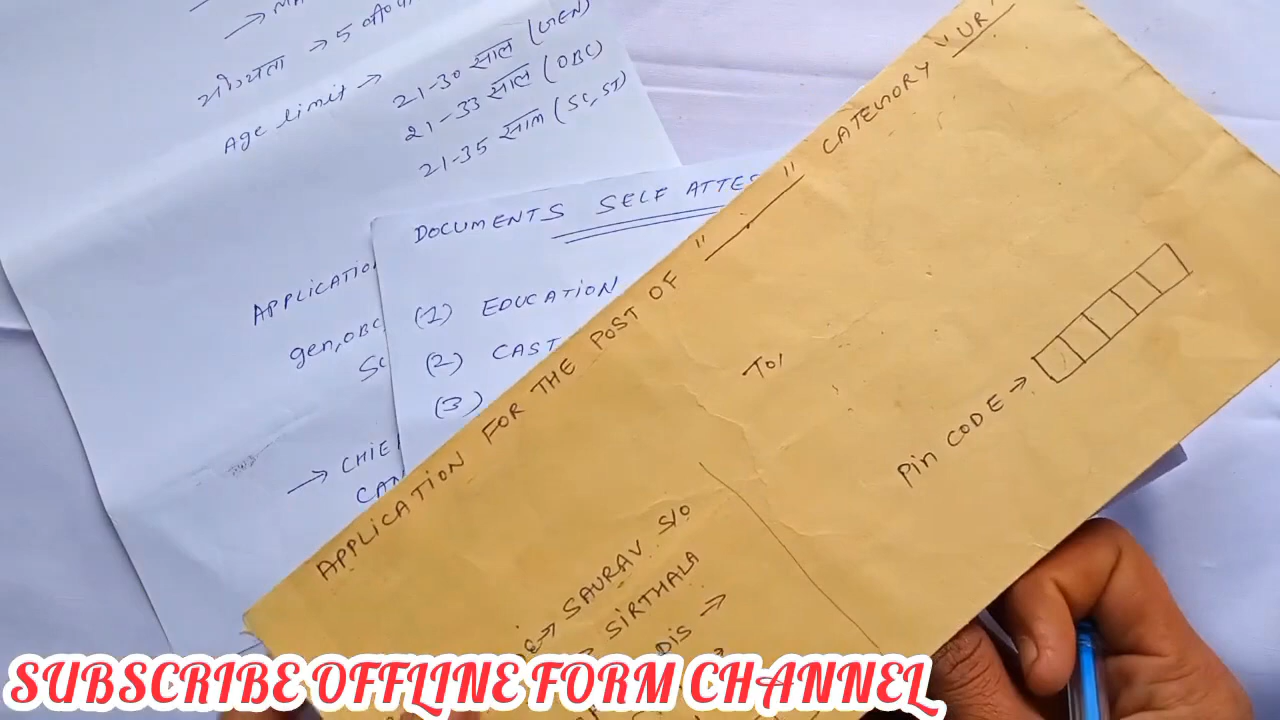 योग्यता → 5
Age limit → 21-30 साल (GEN)
21-33 साल (OBC)
21-35 साल (SC, ST)
APPLICATIO
gen, OBC
SC
→ CHIE
CAN
DOCUMENTS SELF ATTES
(1) EDUCATION
(2) CAST
(3)
APPLICATION FOR THE POST OF " " CATEGORY "UR"
To,
Pin CODE →
E → SAURAV S/O
SIRTHALA
DIS →
SUBSCRIBE OFFLINE FORM CHANNEL